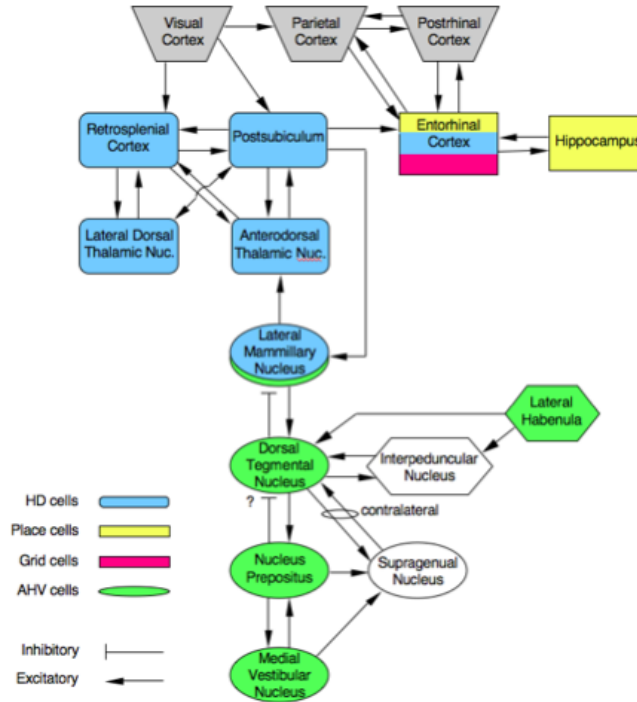 Visual
Cortex
Parietal
Cortex
Postrhinal
Cortex
Retrosplenial
Cortex
Postsubiculum
Entorhinal
Cortex
Hippocampus
Lateral Dorsal
Thalamic Nuc.
Anterodorsal
Thalamic Nuc.
Lateral
Mammillary
Nucleus
Lateral
Habenula
Dorsal
Tegmental
Nucleus
Interpeduncular
Nucleus
?
contralateral
HD cells
Place cells
Grid cells
AHV cells
Nucleus
Prepositus
Supragenual
Nucleus
Inhibitory
Excitatory
Medial
Vestibular
Nucleus